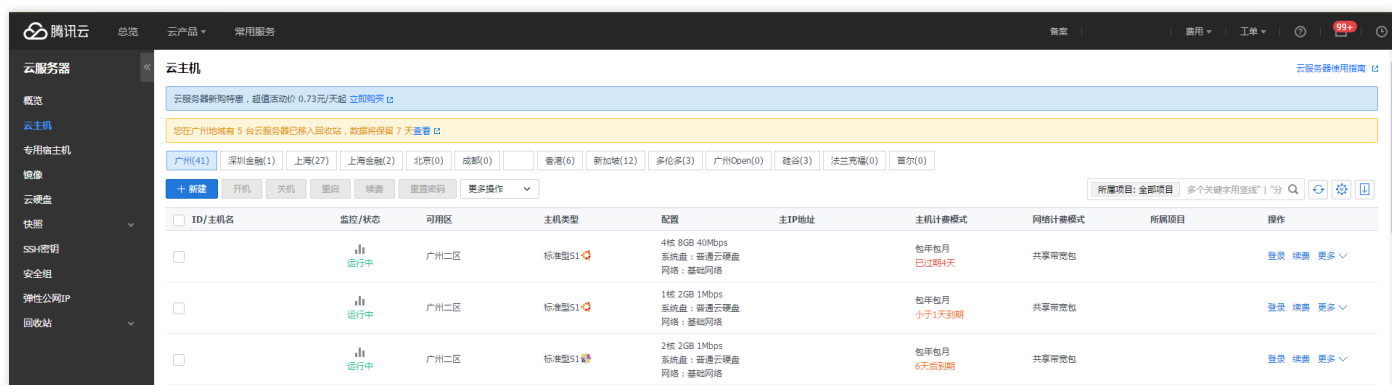 腾讯云 总览 云产品 常用服务 备案 费用 工单 99+
云服务器 云主机 云服务器使用指南
概览
云主机
专用宿主机
镜像
云硬盘
快照
SSH密钥
安全组
弹性公网IP
回收站
云服务器新购特惠，超值活动价 0.73元/天起 立即购买
您在广州地域有 5 台云服务器已移入回收站，数据将保留 7 天查看
广州(41) 深圳金融(1) 上海(27) 上海金融(2) 北京(0) 成都(0) 香港(6) 新加坡(12) 多伦多(3) 广州Open(0) 硅谷(3) 法兰克福(0) 首尔(0)
+ 新建 开机 关机 重启 续费 重置密码 更多操作 所属项目: 全部项目 多个关键字用竖线" | "分
ID/主机名 监控/状态 可用区 主机类型 配置 主IP地址 主机计费模式 网络计费模式 所属项目 操作
4核 8GB 40Mbps
系统盘：普通云硬盘
网络：基础网络
运行中 广州二区 标准型S1 包年包月
已过期4天
共享带宽包 登录 续费 更多
1核 2GB 1Mbps
系统盘：普通云硬盘
网络：基础网络
运行中 广州二区 标准型S1 包年包月
小于1天到期
共享带宽包 登录 续费 更多
2核 2GB 1Mbps
系统盘：普通云硬盘
网络：基础网络
运行中 广州二区 标准型S1 包年包月
6天后到期
共享带宽包 登录 续费 更多